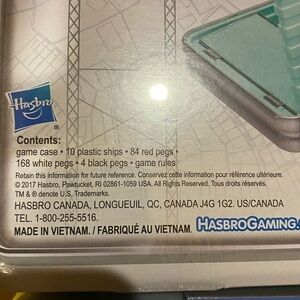 Hasbro
Contents:
game case • 10 plastic ships • 84 red pegs •
168 white pegs • 4 black pegs • game rules
Retain this information for future reference. Conservez cette information pour référence ultérieure.
© 2017 Hasbro, Pawtucket, RI 02861-1059 USA. All Rights Reserved. Tous droits réservés.
TM & ® denote U.S. Trademarks.
HASBRO CANADA, LONGUEUIL, QC, CANADA J4G 1G2. US/CANADA
TEL. 1-800-255-5516.
MADE IN VIETNAM. / FABRIQUÉ AU VIETNAM.
HASBROGAMING.